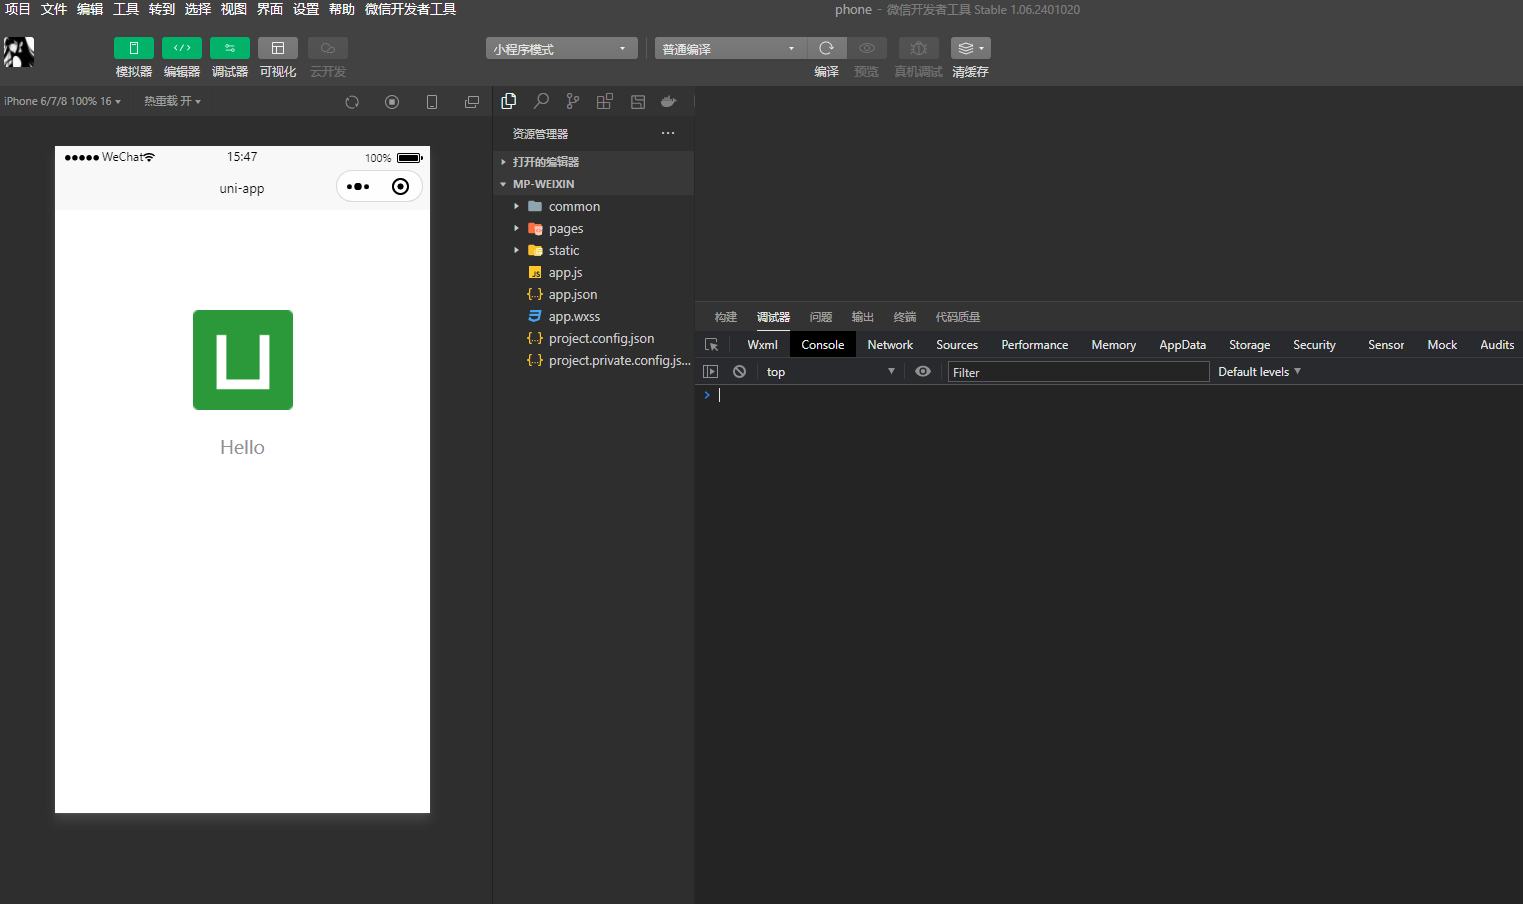 项目 文件 编辑 工具 转到 选择 视图 界面 设置 帮助 微信开发者工具 phone - 微信开发者工具 Stable 1.06.2401020
小程序模式 普通编译
模拟器 编辑器 调试器 可视化 云开发 编译 预览 真机调试 清缓存
iPhone 6/7/8 100% 16 热重载 开
资源管理器
打开的编辑器
MP-WEIXIN
common
pages
static
app.js
app.json
app.wxss
project.config.json
project.private.config.js...
WeChat 15:47 100%
uni-app
Hello
构建 调试器 问题 输出 终端 代码质量
Wxml Console Network Sources Performance Memory AppData Storage Security Sensor Mock Audits
top Filter Default levels